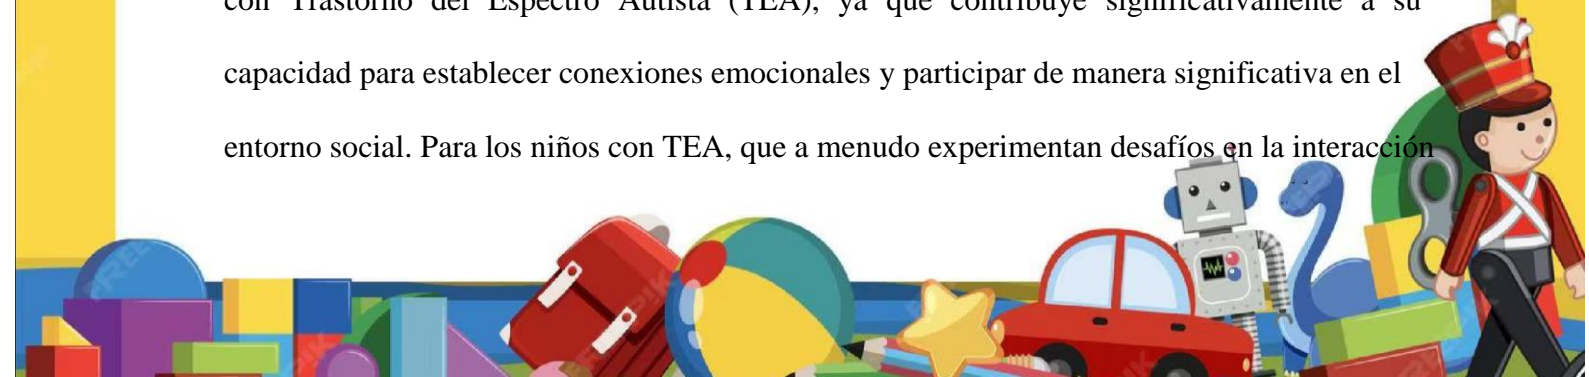 con Trastorno del Espectro Autista (TEA), ya que contribuye significativamente a su
capacidad para establecer conexiones emocionales y participar de manera significativa en el
entorno social. Para los niños con TEA, que a menudo experimentan desafíos en la interacción